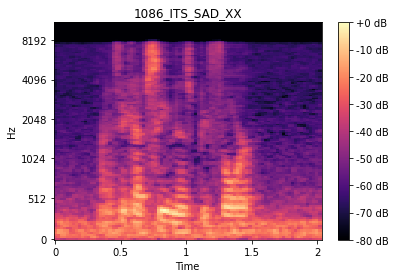 1086_ITS_SAD_XX
+0 dB
8192
-10 dB
4096
-20 dB
-30 dB
2048
Hz
-40 dB
1024
-50 dB
512
-60 dB
-70 dB
0
-80 dB
0
0.5
1
1.5
2
Time